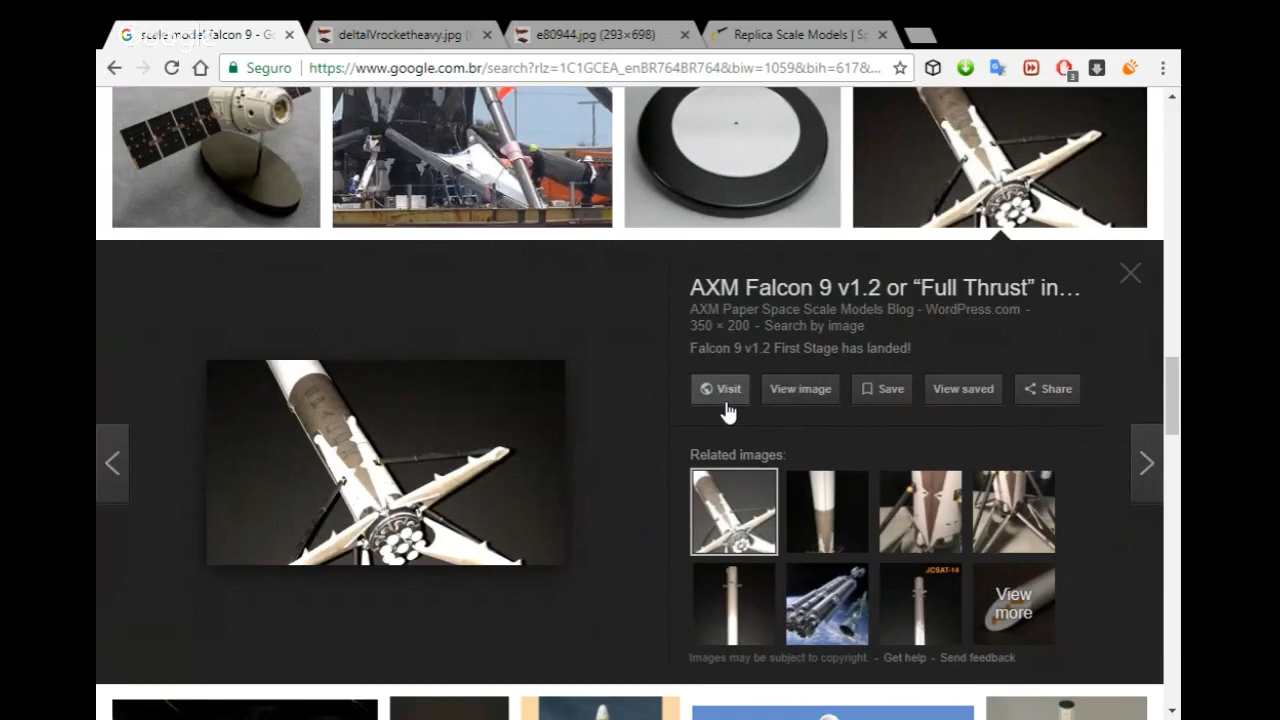 scale model falcon 9 - Go
deltaIVrocketheavy.jpg (
e80944.jpg (293×698)
Replica Scale Models | Sp
Google
Seguro
https://www.google.com.br/search?rlz=1C1GCEA_enBR764BR764&biw=1059&bih=617&...
3
AXM Falcon 9 v1.2 or “Full Thrust” in…
AXM Paper Space Scale Models Blog - WordPress.com -
350 × 200 - Search by image
Falcon 9 v1.2 First Stage has landed!
Visit
View image
Save
View saved
Share
Related images:
JCSAT-14
View
more
Images may be subject to copyright. - Get help - Send feedback